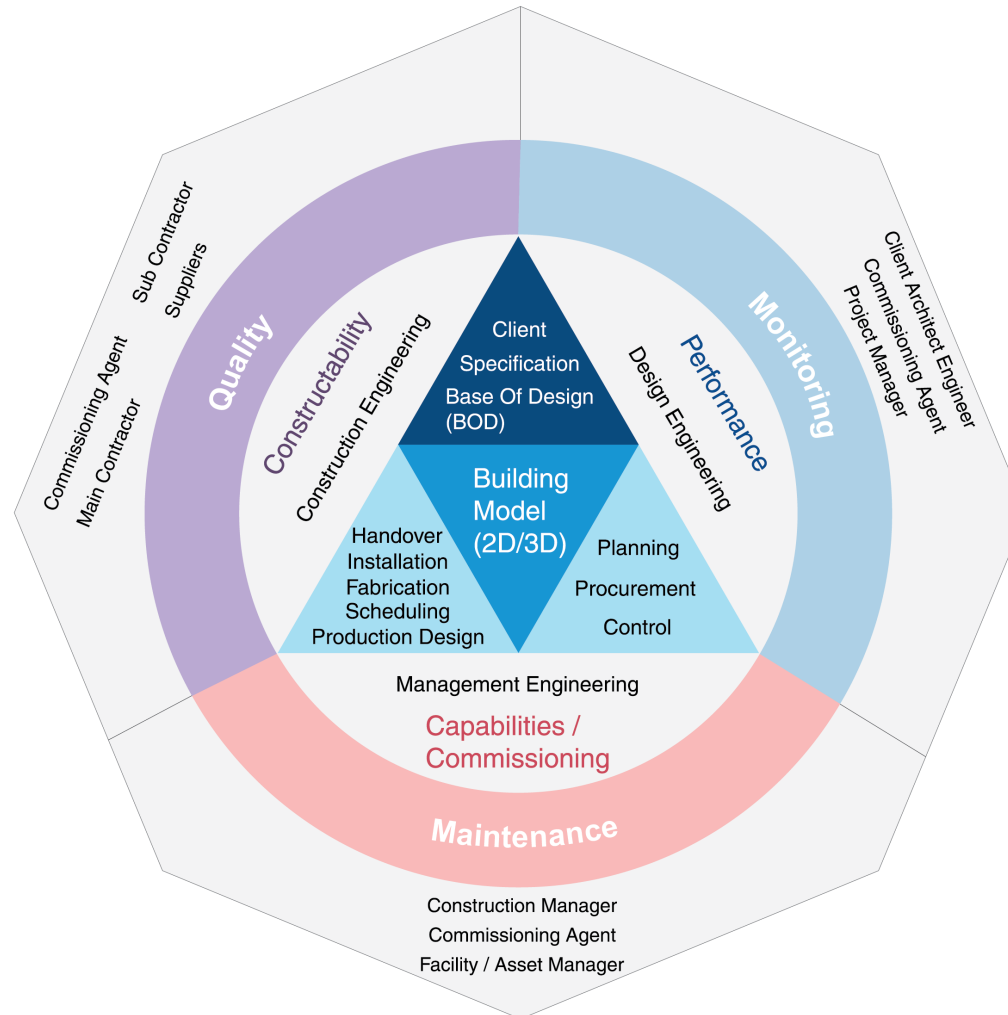 Sub Contractor
Suppliers
Commissioning Agent
Main Contractor
Quality
Constructability
Construction Engineering
Client
Specification
Base Of Design
(BOD)
Building
Model
(2D/3D)
Handover
Installation
Fabrication
Scheduling
Production Design
Planning
Procurement
Control
Design Engineering
Performance
Monitoring
Client Architect Engineer
Commissioning Agent
Project Manager
Management Engineering
Capabilities /
Commissioning
Maintenance
Construction Manager
Commissioning Agent
Facility / Asset Manager